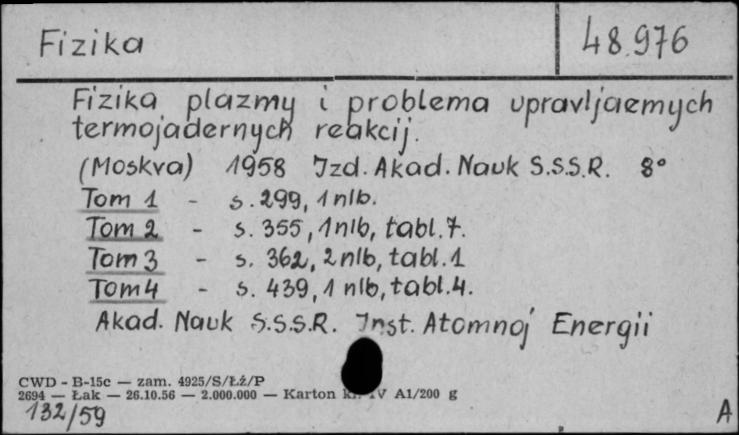 Fizika
48.976
Fizika plazmy i problema upravljaemych
termojadernych reakcij.
(Moskva) 1958 Izd. Akad. Nauk S.S.S.R. 8°
Tom 1 - s. 299, 1 nlb.
Tom 2 - s. 355, 1 nlb, tabl. 7.
Tom 3 - s. 362, 2 nlb, tabl. 1
Tom 4 - s. 439, 1 nlb, tabl. 4.
Akad. Nauk S.S.S.R. Inst. Atomnoj Energii
CWD - B-15c — zam. 4925/S/Łż/P
2694 — Łak — 26.10.56 — 2.000.000 — Karton A1/200 g
132/59
A